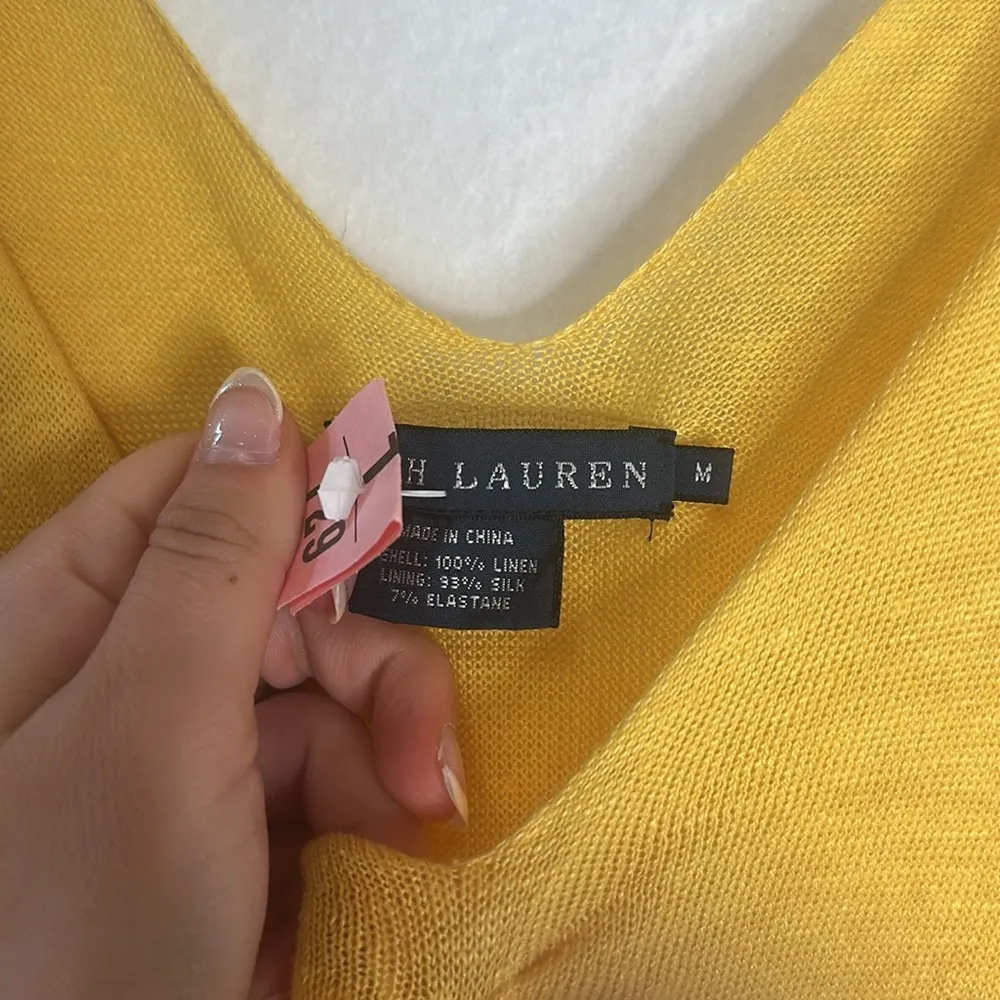 H LAUREN
M
MADE IN CHINA
SHELL: 100% LINEN
LINING: 93% SILK
7% ELASTANE